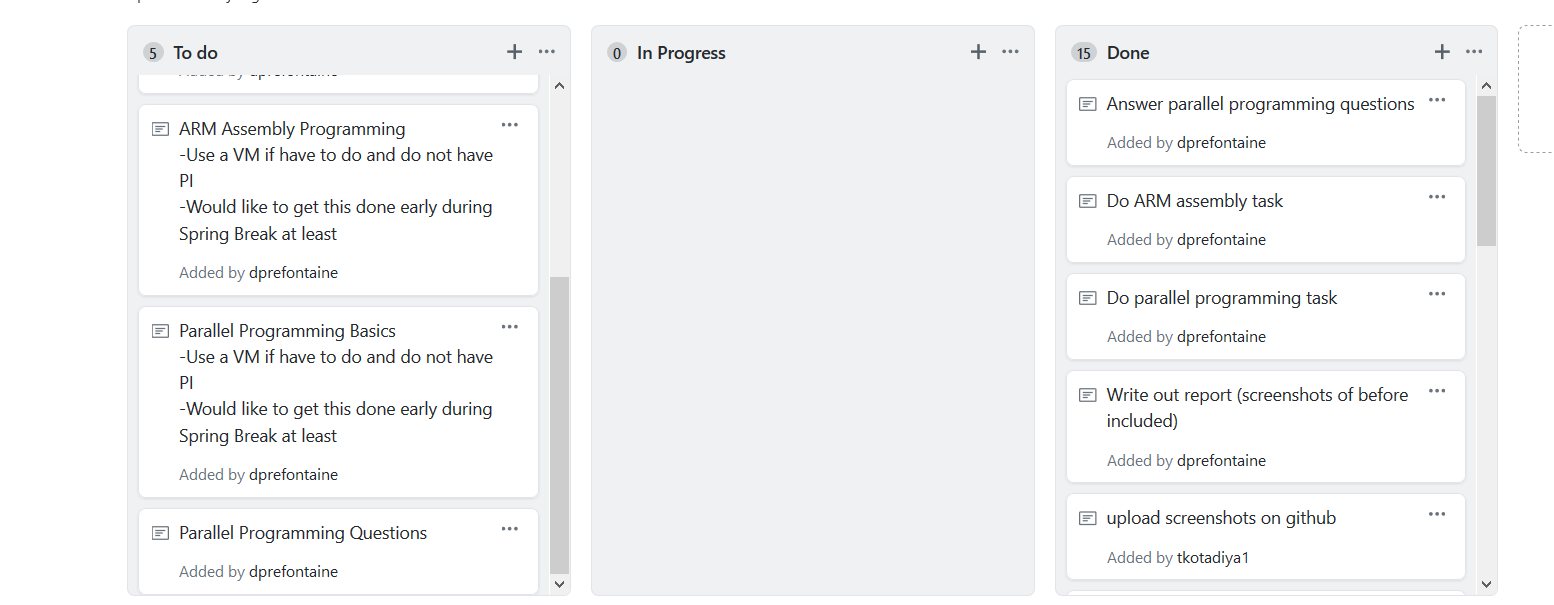 5 To do
Added by dprefontaine
ARM Assembly Programming
-Use a VM if have to do and do not have
PI
-Would like to get this done early during
Spring Break at least
Added by dprefontaine
Parallel Programming Basics
-Use a VM if have to do and do not have
PI
-Would like to get this done early during
Spring Break at least
Added by dprefontaine
Parallel Programming Questions
Added by dprefontaine
0 In Progress
15 Done
Answer parallel programming questions
Added by dprefontaine
Do ARM assembly task
Added by dprefontaine
Do parallel programming task
Added by dprefontaine
Write out report (screenshots of before
included)
Added by dprefontaine
upload screenshots on github
Added by tkotadiya1